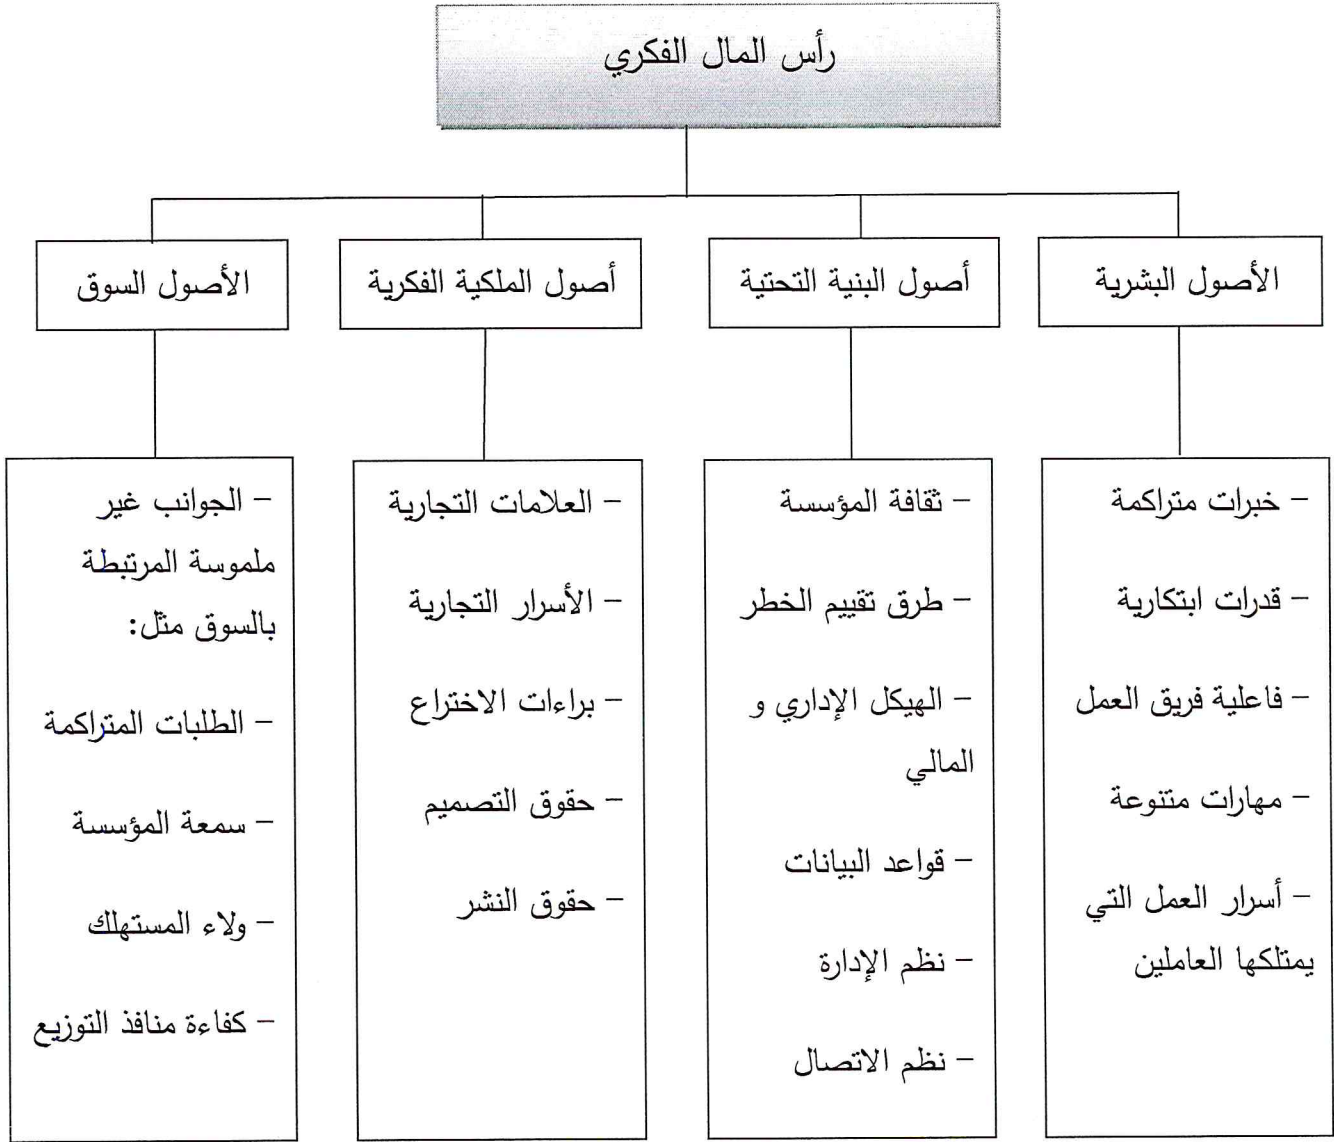 رأس المال الفكري
الأصول البشرية
أصول البنية التحتية
أصول الملكية الفكرية
الأصول السوق
– خبرات متراكمة
– قدرات ابتكارية
– فاعلية فريق العمل
– مهارات متنوعة
– أسرار العمل التي
يمتلكها العاملين
– ثقافة المؤسسة
– طرق تقييم الخطر
– الهيكل الإداري و
المالي
– قواعد البيانات
– نظم الإدارة
– نظم الاتصال
– العلامات التجارية
– الأسرار التجارية
– براءات الاختراع
– حقوق التصميم
– حقوق النشر
– الجوانب غير
ملموسة المرتبطة
بالسوق مثل:
– الطلبات المتراكمة
– سمعة المؤسسة
– ولاء المستهلك
– كفاءة منافذ التوزيع